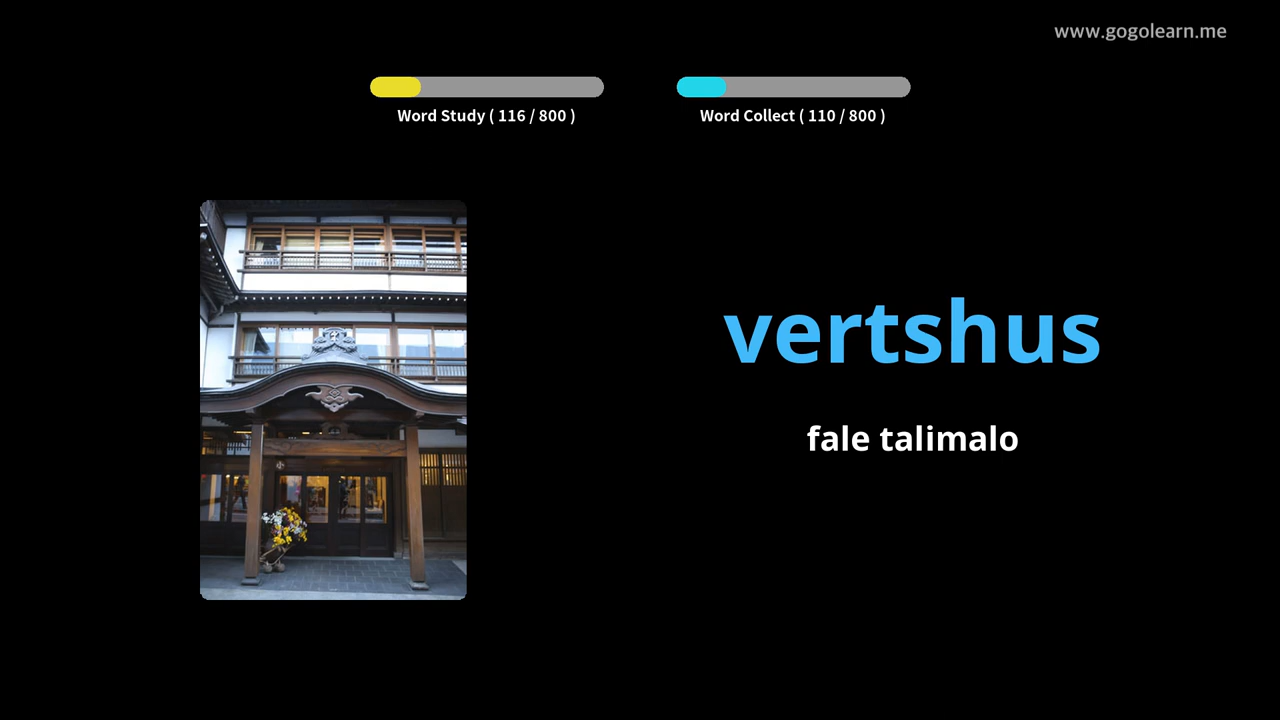 www.gogolearn.me
Word Study ( 116 / 800 )
Word Collect ( 110 / 800 )
vertshus
fale talimalo